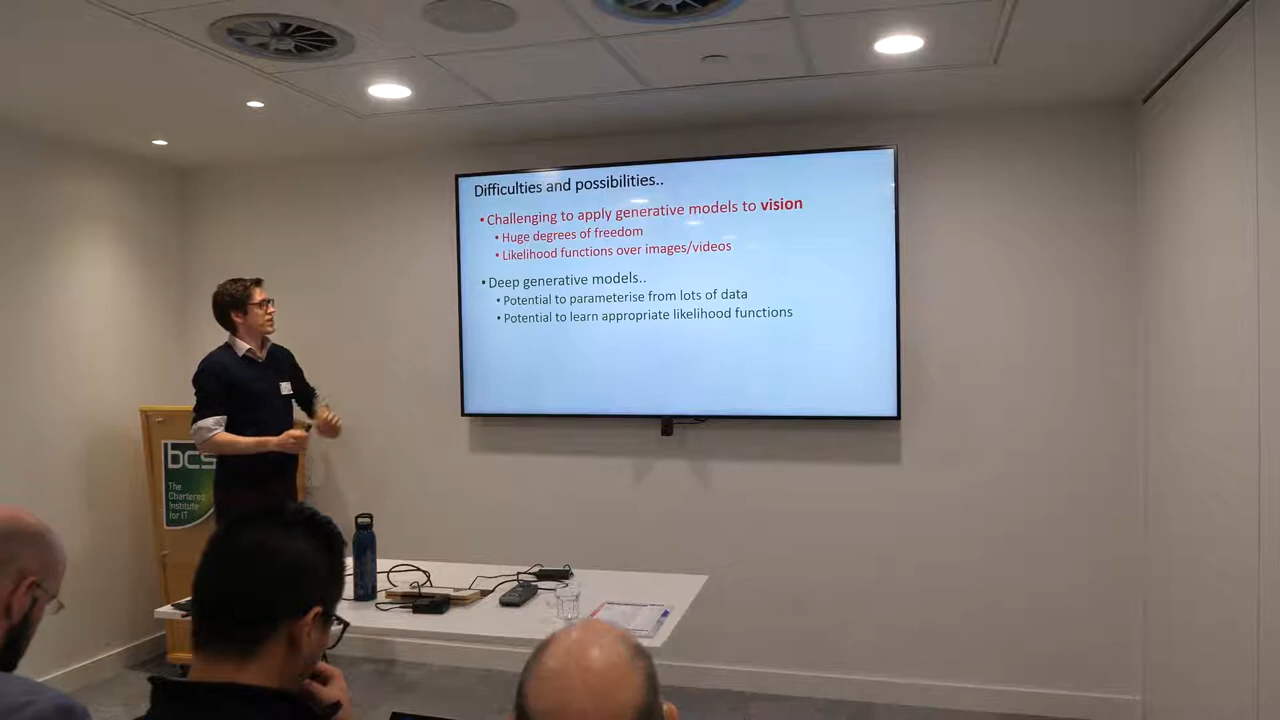 Difficulties and possibilities..
•Challenging to apply generative models to vision
• Huge degrees of freedom
• Likelihood functions over images/videos
•Deep generative models..
• Potential to parameterise from lots of data
• Potential to learn appropriate likelihood functions
bcs
The
Chartered
Institute
for IT